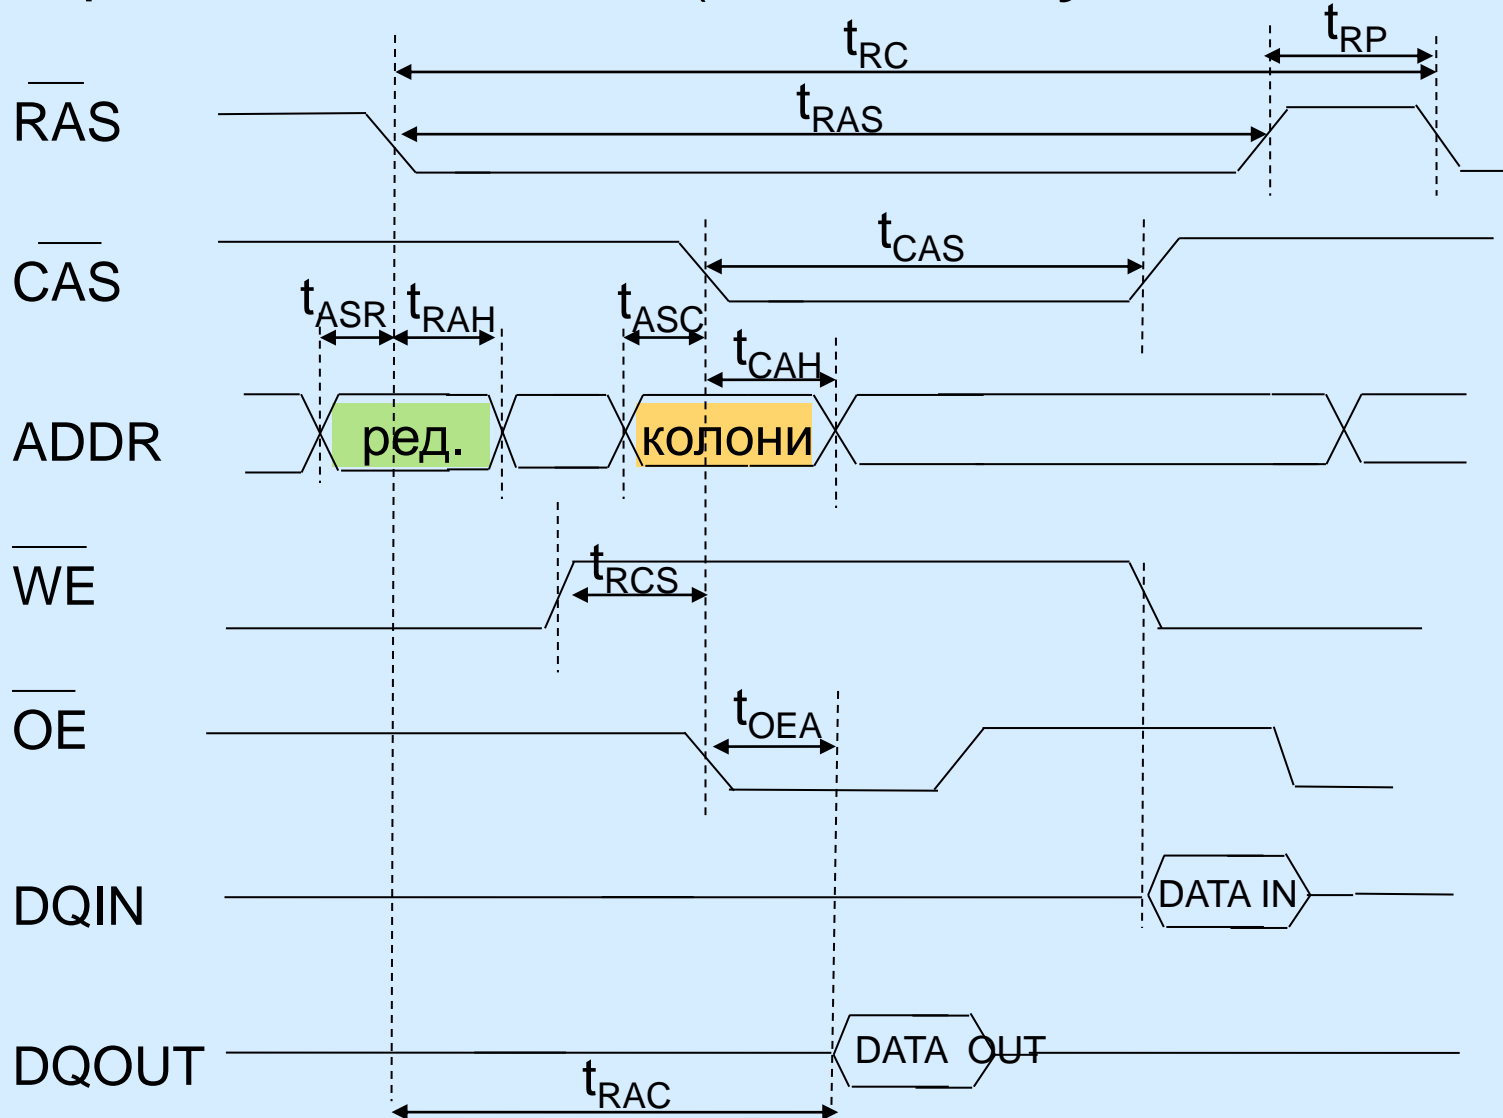 tRC
tRP
RAS
tRAS
CAS
tCAS
tASR
tRAH
tASC
tCAH
ADDR
ред.
колони
WE
tRCS
OE
tOEA
DQIN
DATA IN
DQOUT
DATA OUT
tRAC